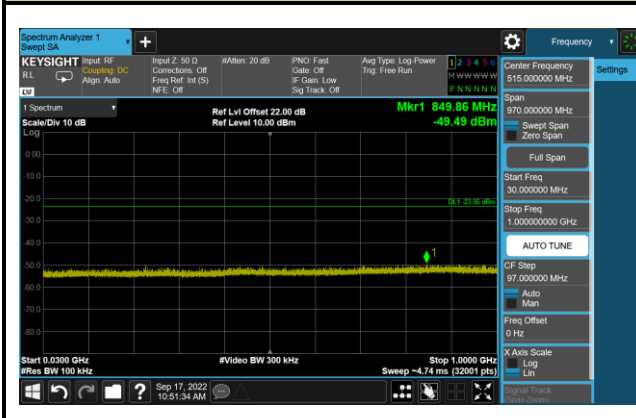 Spectrum Analyzer 1
Swept SA
Frequency
KEYSIGHT
RL
Input: RF
Coupling: DC
Align: Auto
Input Z: 50 Ω
Corrections: Off
Freq Ref: Int (S)
NFE: Off
#Atten: 20 dB
PNO: Fast
Gate: Off
IF Gain: Low
Sig Track: Off
Avg Type: Log-Power
Trig: Free Run
1 2 3 4 5 6
M W W W W W
P N N N N N
Center Frequency
515.000000 MHz
Settings
1 Spectrum
Scale/Div 10 dB
Log
Ref Lvl Offset 22.00 dB
Ref Level 10.00 dBm
Mkr1 849.86 MHz
-49.49 dBm
Span
970.000000 MHz
Swept Span
Zero Span
Full Span
Start Freq
30.000000 MHz
Stop Freq
1.000000000 GHz
AUTO TUNE
CF Step
97.000000 MHz
Auto
Man
Freq Offset
0 Hz
X Axis Scale
Log
Lin
Signal Track
(Span Zoom)
0.00
-10.0
-20.0
-30.0
-40.0
-50.0
-60.0
-70.0
-80.0
DL1 -23.56 dBm
1
Start 0.0300 GHz
#Res BW 100 kHz
#Video BW 300 kHz
Stop 1.0000 GHz
Sweep ~4.74 ms (32001 pts)
?
Sep 17, 2022
10:51:34 AM